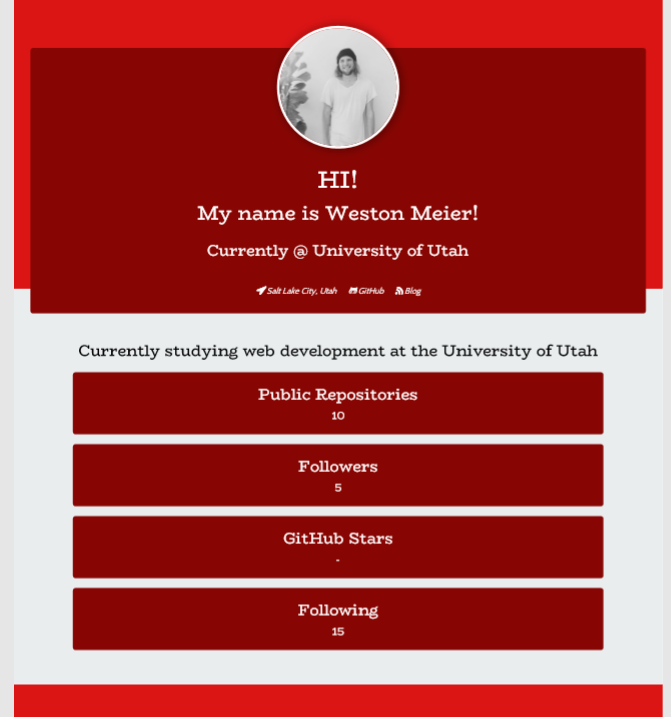 HI!
My name is Weston Meier!
Currently @ University of Utah
Salt Lake City, Utah GitHub Blog
Currently studying web development at the University of Utah
Public Repositories
10
Followers
5
GitHub Stars
-
Following
15